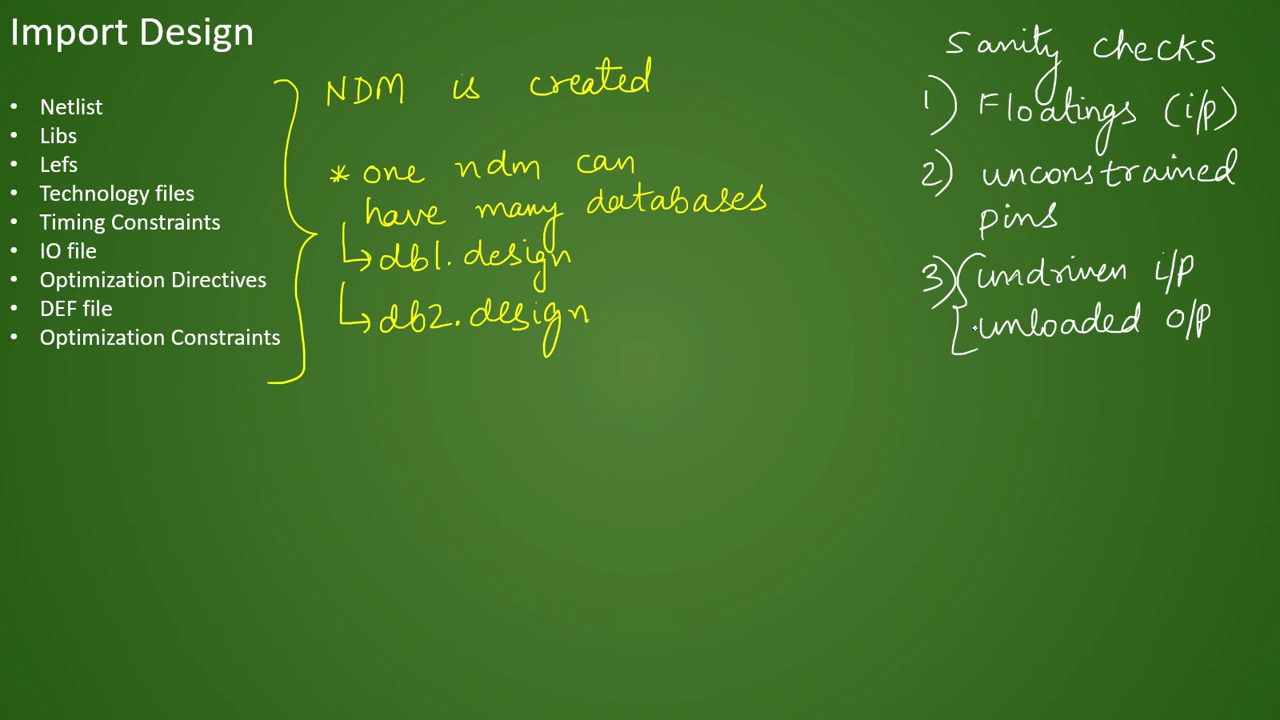 Import Design
• Netlist
• Libs
• Lefs
• Technology files
• Timing Constraints
• IO file
• Optimization Directives
• DEF file
• Optimization Constraints
NDM is created
* one ndm can
have many databases
↳ db1.design
↳ db2.design
Sanity checks
1) Floatings (i/p)
2) unconstrained
pins
3) undriven i/p
unloaded o/p